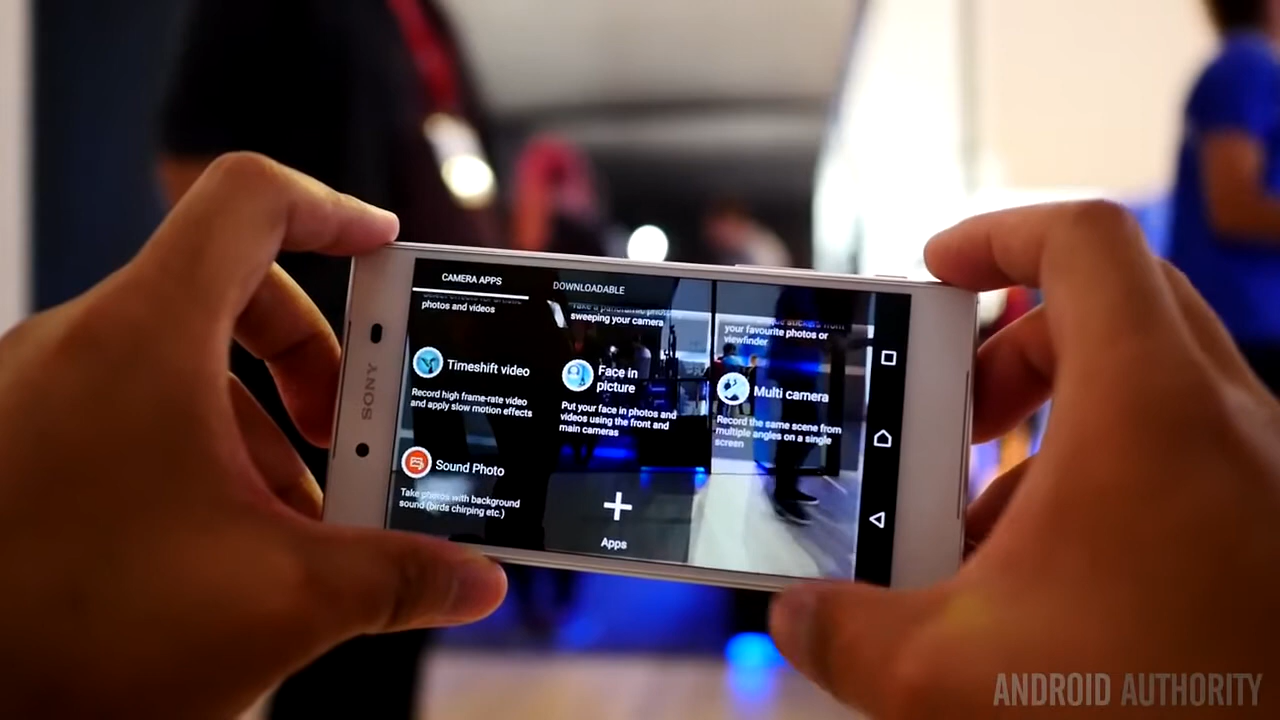 SONY
CAMERA APPS
DOWNLOADABLE
photos and videos
sweeping your camera
your favourite photos or
viewfinder
Timeshift video
Record high frame-rate video
and apply slow motion effects
Face in
picture
Put your face in photos and
videos using the front and
main cameras
Multi camera
Record the same scene from
multiple angles on a single
screen
Sound Photo
Take photos with background
sound (birds chirping etc.)
Apps
ANDROID AUTHORITY